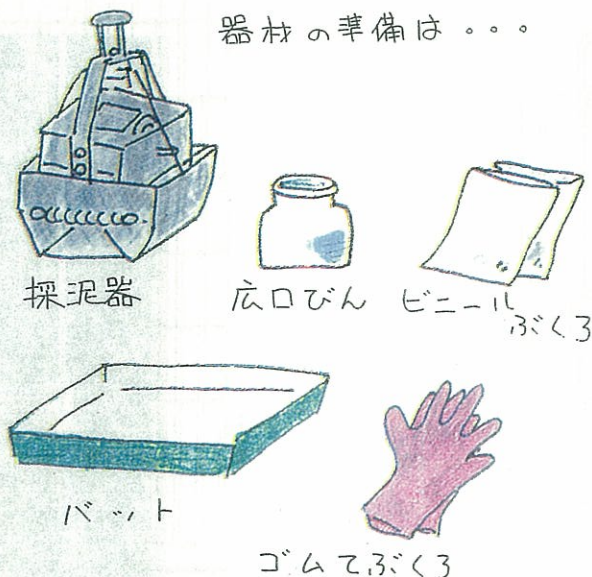 器材の準備は・・・
採泥器
広口びん
ビニール
ぶくろ
バット
ゴムてぶくろ